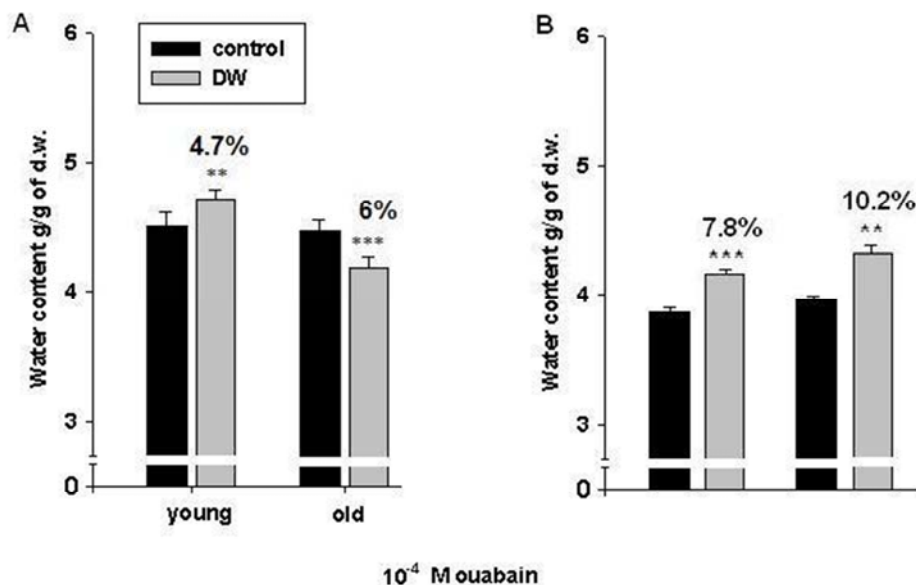 A
control
DW
Water content g/g of d.w.
6
5
4
3
0
4.7%
**
6%
***
young
old
B
Water content g/g of d.w.
6
5
4
3
0
7.8%
***
10.2%
**
10⁻⁴ M ouabain